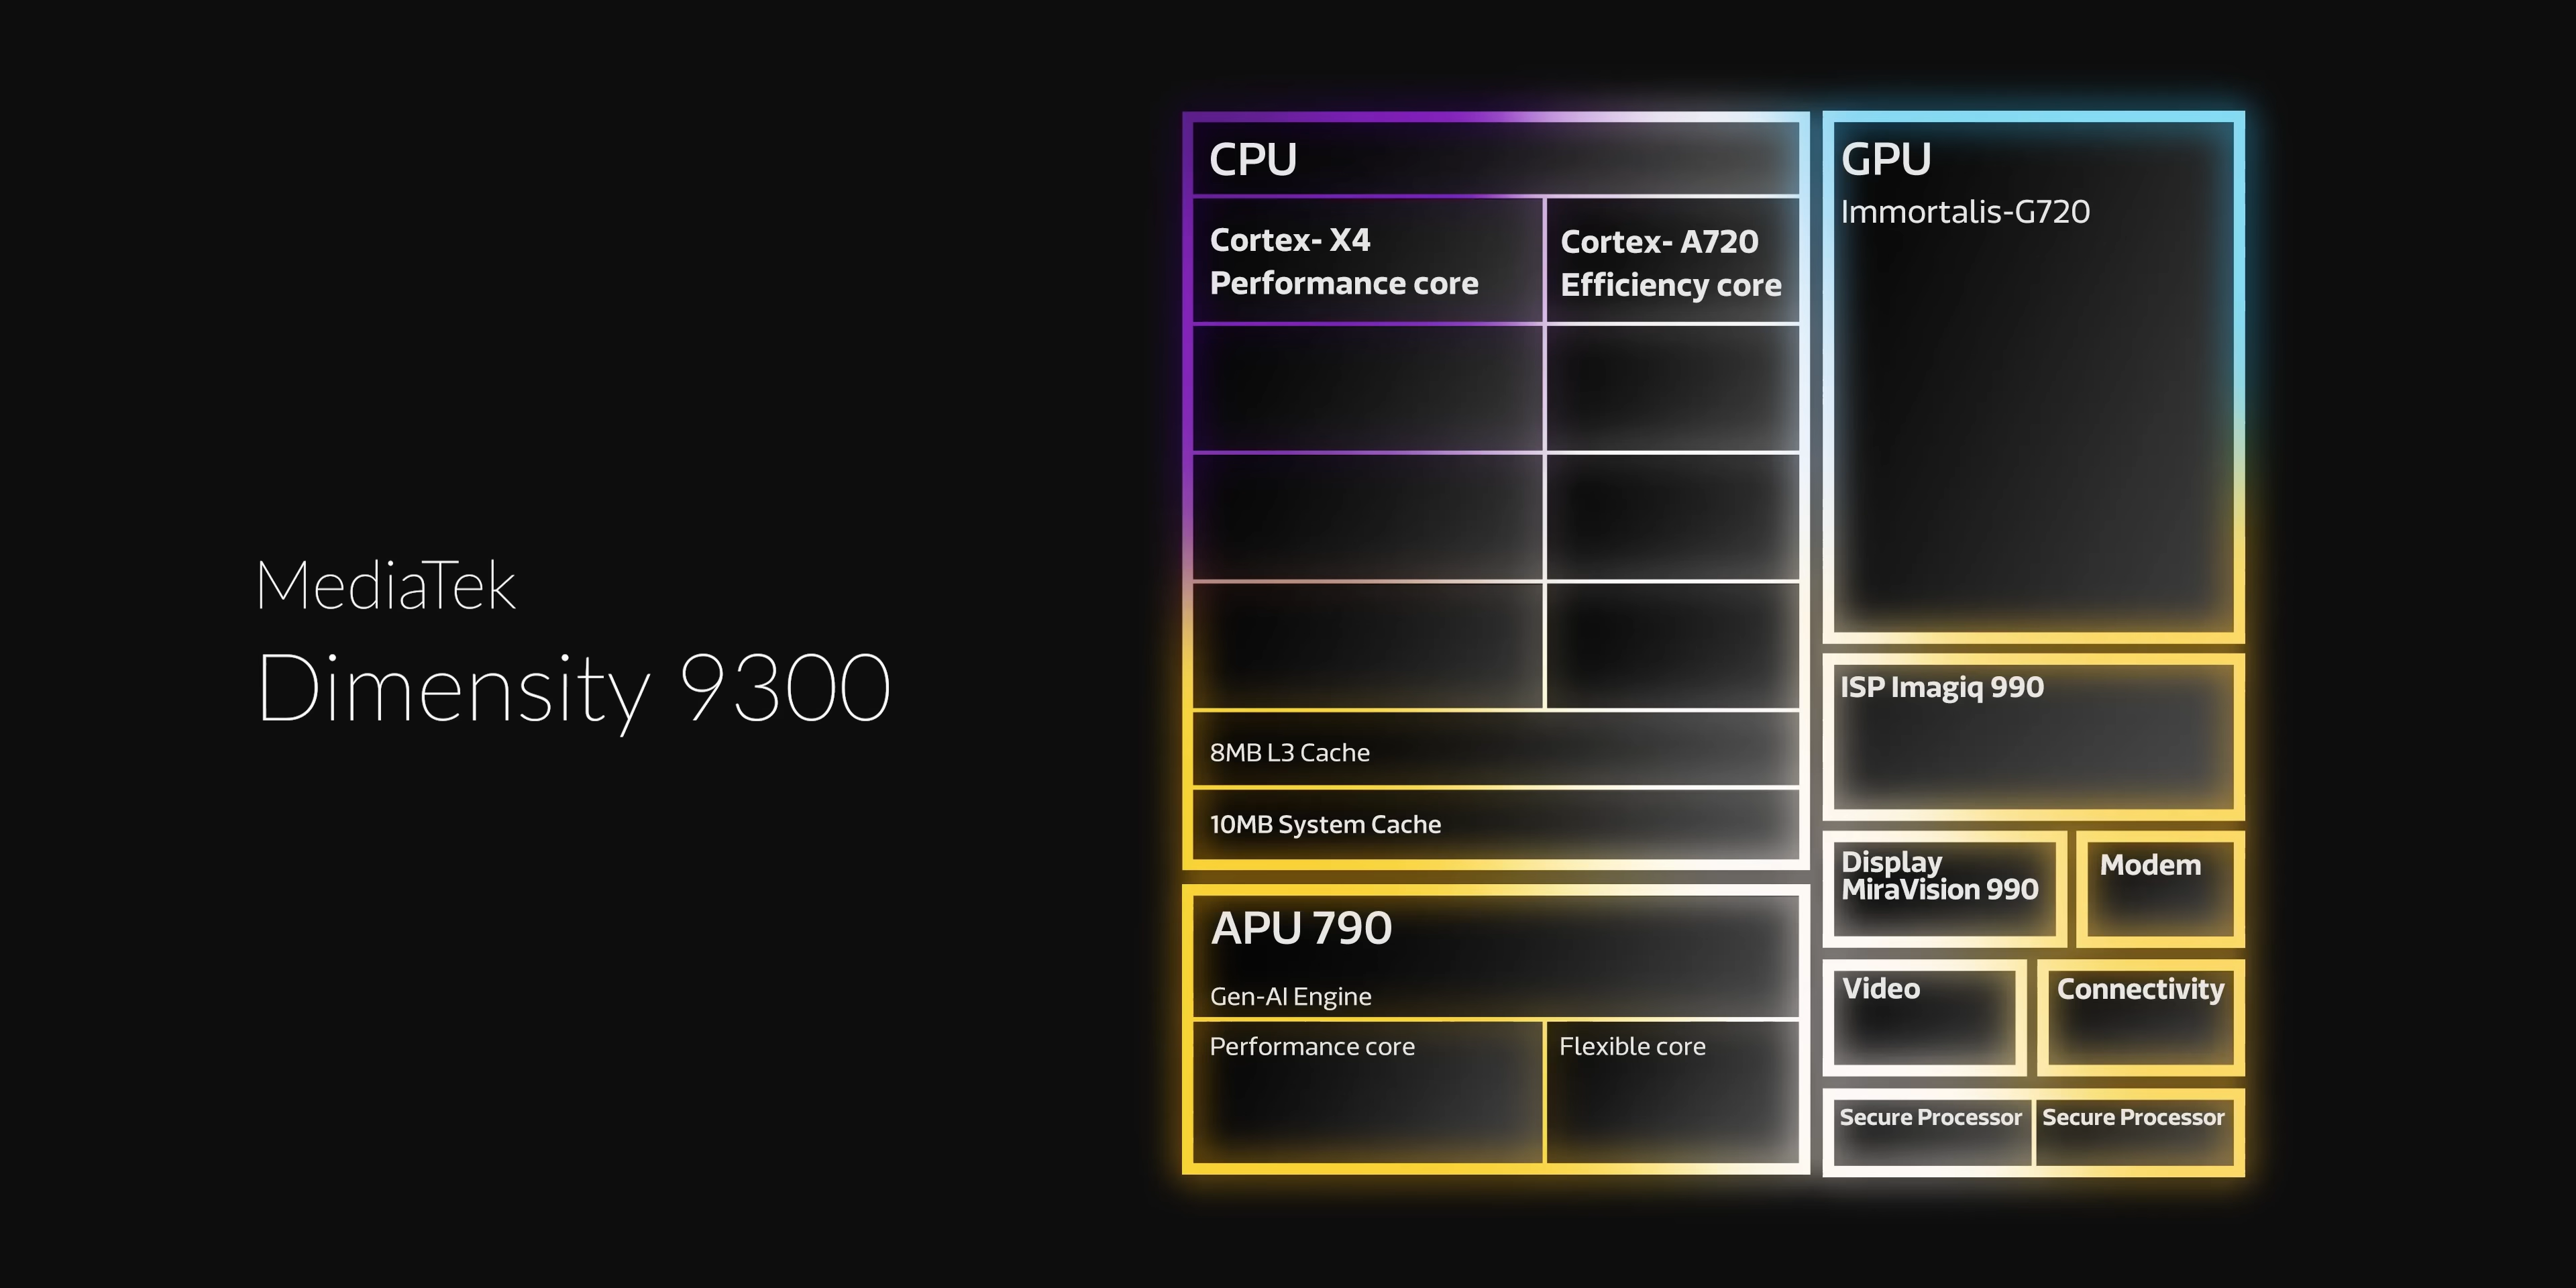 MediaTek
Dimensity 9300
CPU
Cortex- X4
Performance core
Cortex- A720
Efficiency core
8MB L3 Cache
10MB System Cache
APU 790
Gen-AI Engine
Performance core
Flexible core
GPU
Immortalis-G720
ISP Imagiq 990
Display
MiraVision 990
Modem
Video
Connectivity
Secure Processor
Secure Processor